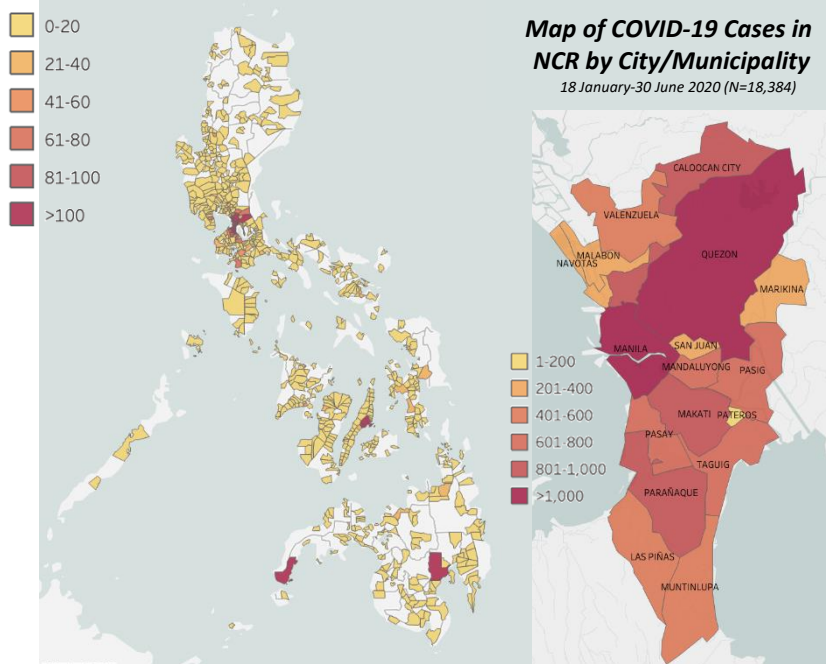 0-20
21-40
41-60
61-80
81-100
>100
Map of COVID-19 Cases in
NCR by City/Municipality
18 January-30 June 2020 (N=18,384)
CALOOCAN CITY
VALENZUELA
QUEZON
MALABON
NAVOTAS
MARIKINA
SAN JUAN
MANILA
MANDALUYONG
PASIG
MAKATI
PATEROS
PASAY
TAGUIG
PARAÑAQUE
LAS PIÑAS
MUNTINLUPA
1-200
201-400
401-600
601-800
801-1,000
>1,000